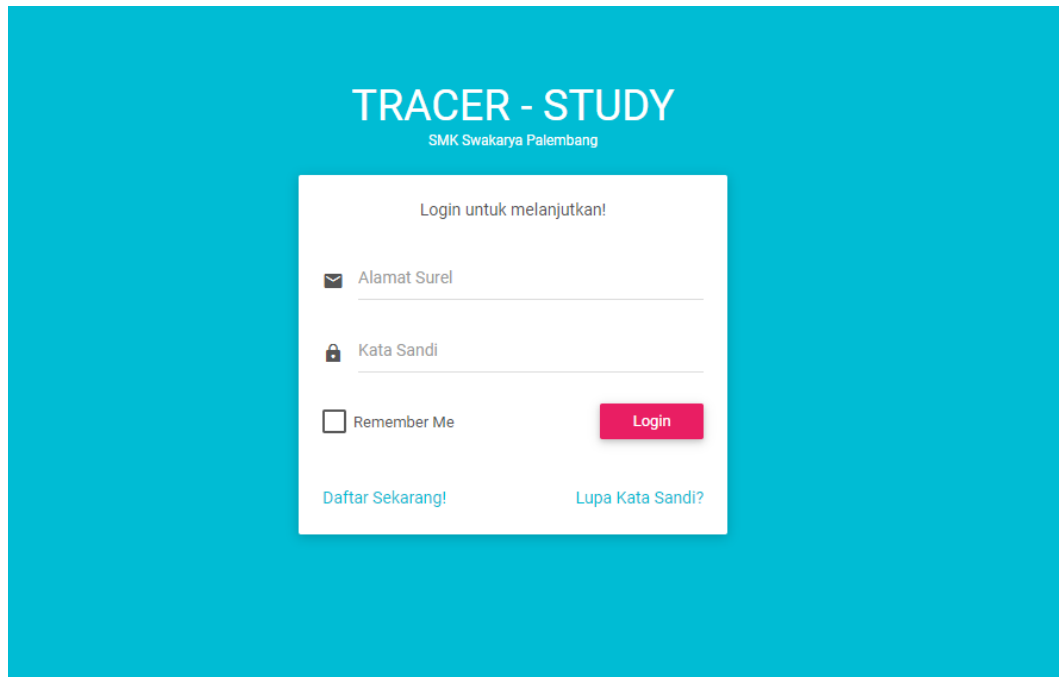 TRACER - STUDY
SMK Swakarya Palembang
Login untuk melanjutkan!
Alamat Surel
Kata Sandi
Remember Me
Login
Daftar Sekarang!
Lupa Kata Sandi?